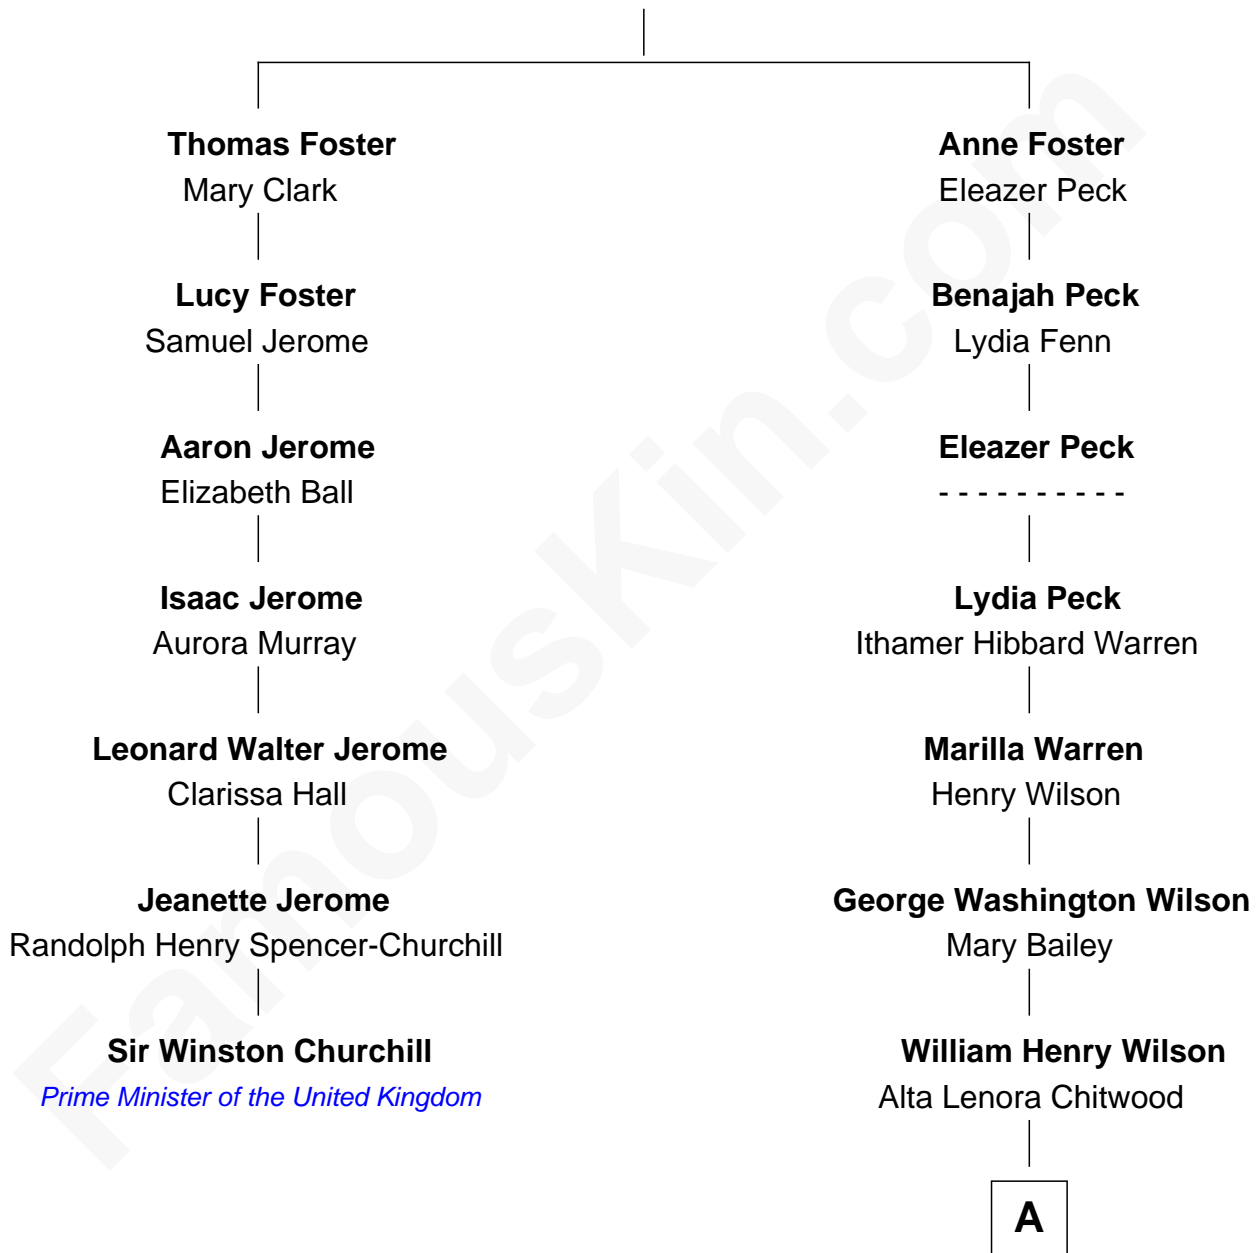 Thomas Foster
Mary Clark
Anne Foster
Eleazer Peck
Lucy Foster
Samuel Jerome
Benajah Peck
Lydia Fenn
Aaron Jerome
Elizabeth Ball
Eleazer Peck
- - - - - - - - - -
Isaac Jerome
Aurora Murray
Lydia Peck
Ithamer Hibbard Warren
Leonard Walter Jerome
Clarissa Hall
Marilla Warren
Henry Wilson
Jeanette Jerome
Randolph Henry Spencer-Churchill
George Washington Wilson
Mary Bailey
Sir Winston Churchill
Prime Minister of the United Kingdom
William Henry Wilson
Alta Lenora Chitwood
A
FamousKin.com